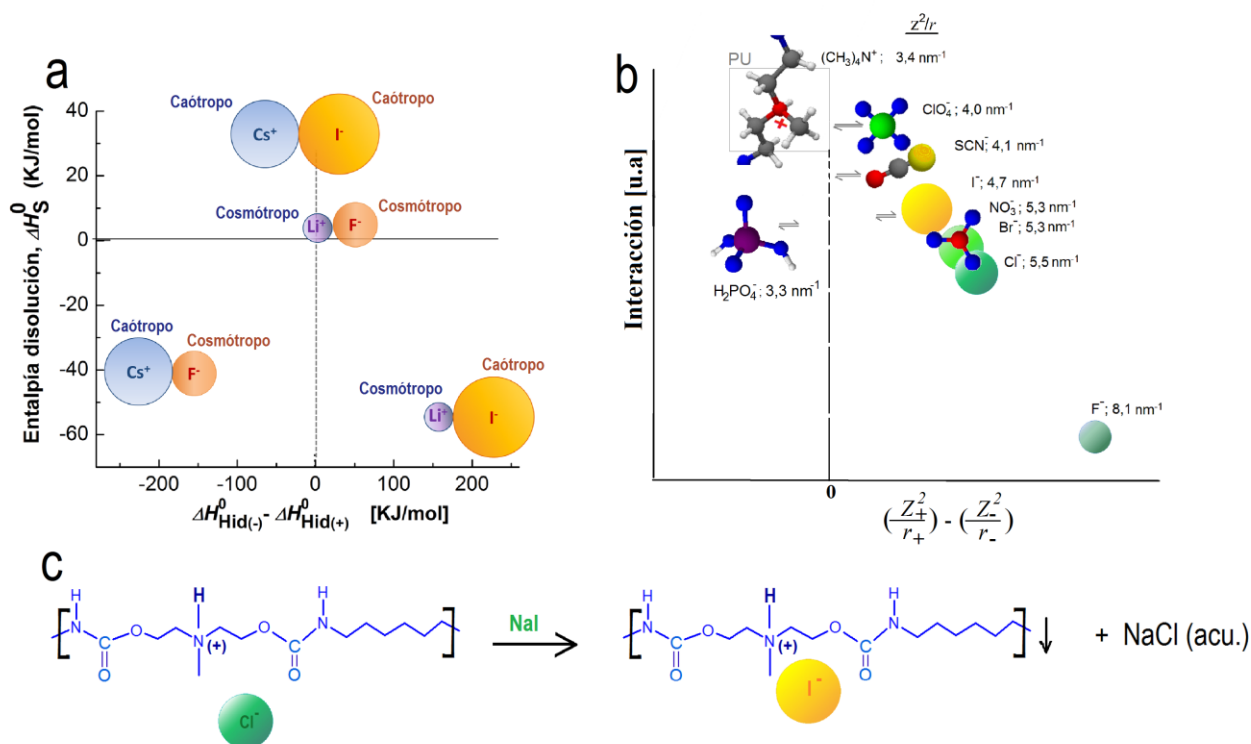 a
Caótropo
Caótropo
Cs⁺
I⁻
Cosmótropo
Cosmótropo
Li⁺
F⁻
Caótropo
Cosmótropo
Cs⁺
F⁻
Caótropo
Cosmótropo
Li⁺
I⁻
Entalpía disolución, ΔH⁰S (KJ/mol)
40
20
0
-20
-40
-60
-200
-100
0
100
200
ΔH⁰Hid(-) - ΔH⁰Hid(+) [KJ/mol]
b
z²/r
PU
(CH₃)₄N⁺ ; 3,4 nm⁻¹
ClO₄⁻; 4,0 nm⁻¹
SCN⁻; 4,1 nm⁻¹
I⁻; 4,7 nm⁻¹
NO₃⁻; 5,3 nm⁻¹
Br⁻; 5,3 nm⁻¹
Cl⁻; 5,5 nm⁻¹
H₂PO₄⁻; 3,3 nm⁻¹
F⁻; 8,1 nm⁻¹
+
Interacción [u.a]
0
(Z₊²/r₊) - (Z₋²/r₋)
c
H
N
C
O
O
H
N
(+)
O
C
O
H
N
Cl⁻
NaI
H
N
C
O
O
H
N
(+)
O
C
O
H
N
I⁻
+ NaCl (acu.)